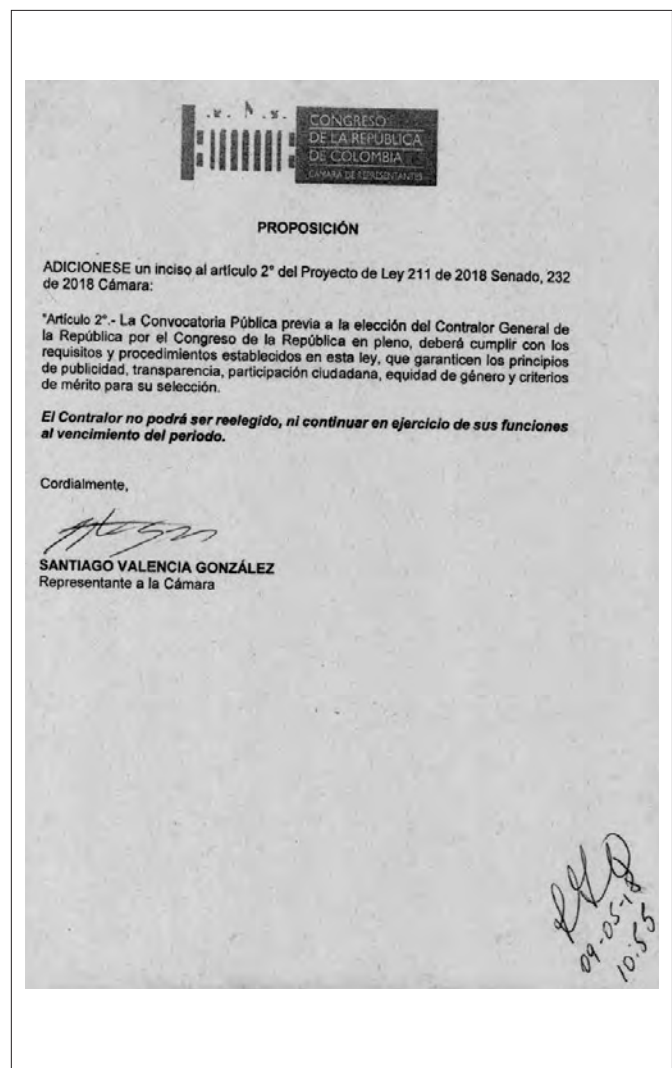 CONGRESO
DE LA REPÚBLICA
DE COLOMBIA
CÁMARA DE REPRESENTANTES
PROPOSICIÓN
ADICIONESE un inciso al artículo 2° del Proyecto de Ley 211 de 2018 Senado, 232
de 2018 Cámara:
"Artículo 2°.- La Convocatoria Pública previa a la elección del Contralor General de
la República por el Congreso de la República en pleno, deberá cumplir con los
requisitos y procedimientos establecidos en esta ley, que garanticen los principios
de publicidad, transparencia, participación ciudadana, equidad de género y criterios
de mérito para su selección.
El Contralor no podrá ser reelegido, ni continuar en ejercicio de sus funciones
al vencimiento del periodo.
Cordialmente,
SANTIAGO VALENCIA GONZÁLEZ
Representante a la Cámara
09-05-18
10:55